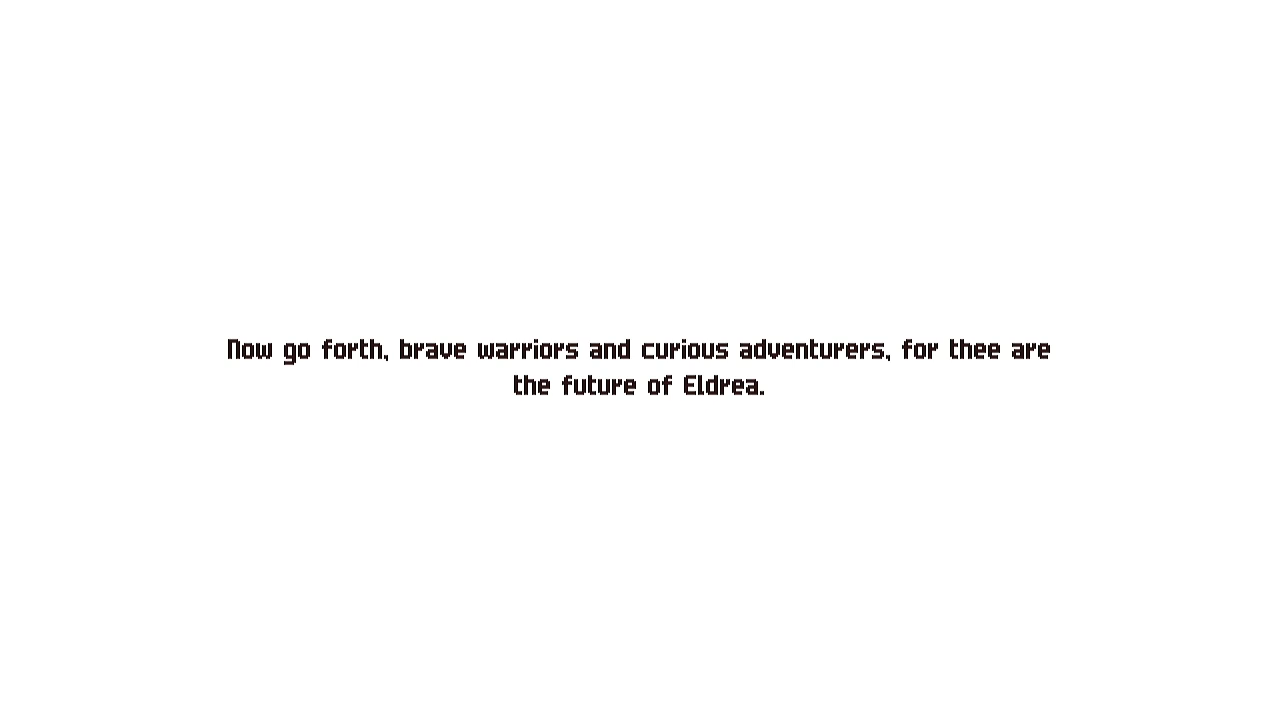 Now go forth, brave warriors and curious adventurers, for thee are
the future of Eldrea.